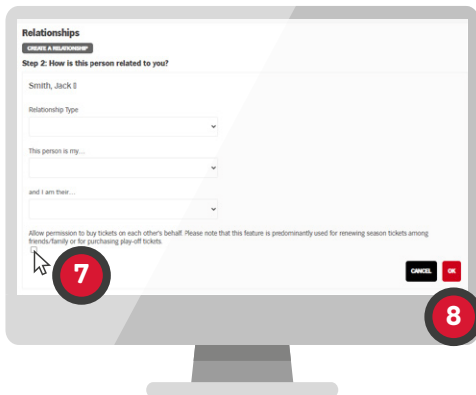 Relationships
CREATE A RELATIONSHIP
Step 2: How is this person related to you?
Smith, Jack
Relationship Type
This person is my...
and I am their...
Allow permission to buy tickets on each other's behalf. Please note that this feature is predominantly used for renewing season tickets among
friends/family or for purchasing play-off tickets
7
CANCEL OK
8